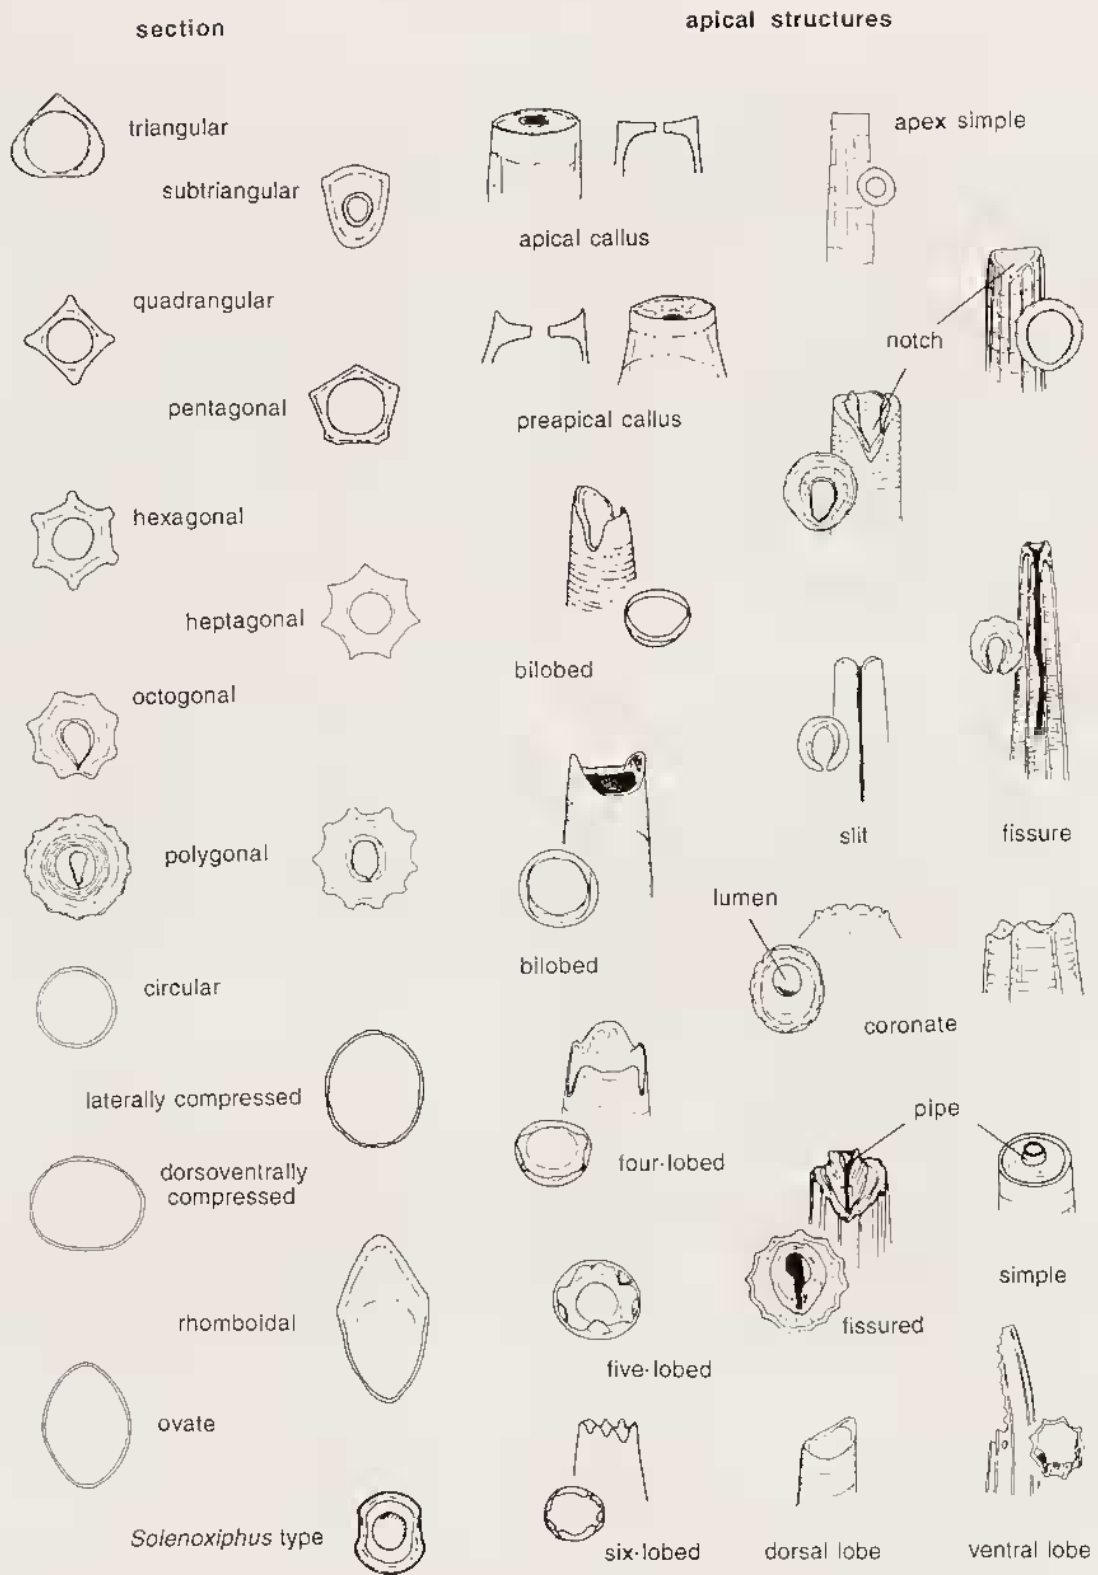 section
triangular
subtriangular
quadrangular
pentagonal
hexagonal
heptagonal
octogonal
polygonal
circular
laterally compressed
dorsoventrally
compressed
rhomboidal
ovate
Solenoxiphus type
apical structures
apical callus
apex simple
preapical callus
notch
bilobed
slit
fissure
bilobed
lumen
coronate
four-lobed
pipe
fissured
simple
five-lobed
six-lobed
dorsal lobe
ventral lobe